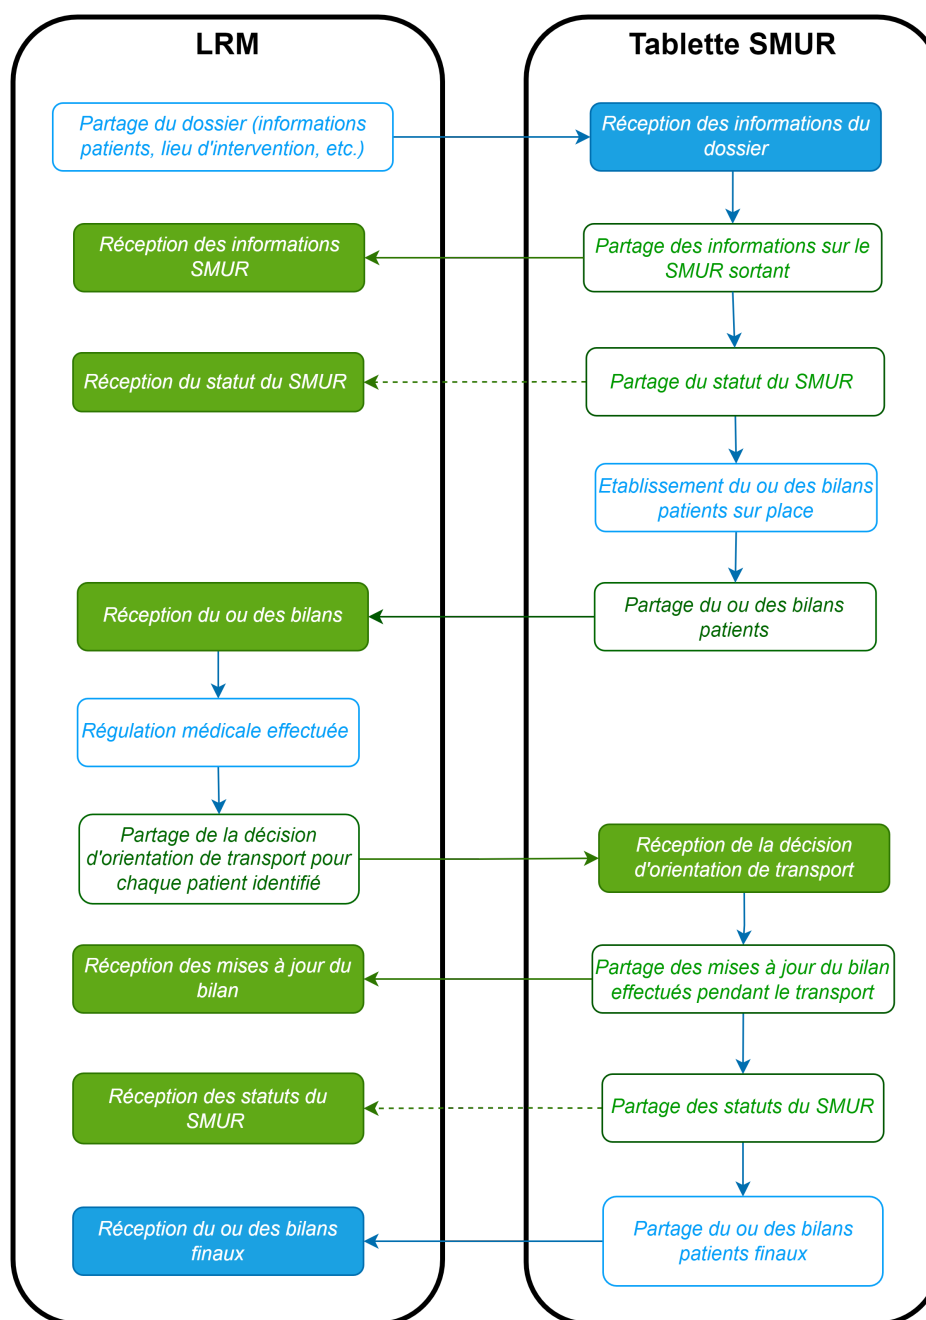 LRM
Tablette SMUR
Partage du dossier (informations
patients, lieu d'intervention, etc.)
Réception des informations du
dossier
Réception des informations
SMUR
Partage des informations sur le
SMUR sortant
Réception du statut du SMUR
Partage du statut du SMUR
Etablissement du ou des bilans
patients sur place
Réception du ou des bilans
Partage du ou des bilans
patients
Régulation médicale effectuée
Partage de la décision
d'orientation de transport pour
chaque patient identifié
Réception de la décision
d'orientation de transport
Réception des mises à jour du
bilan
Partage des mises à jour du bilan
effectués pendant le transport
Réception des statuts du
SMUR
Partage des statuts du SMUR
Réception du ou des bilans
finaux
Partage du ou des bilans
patients finaux